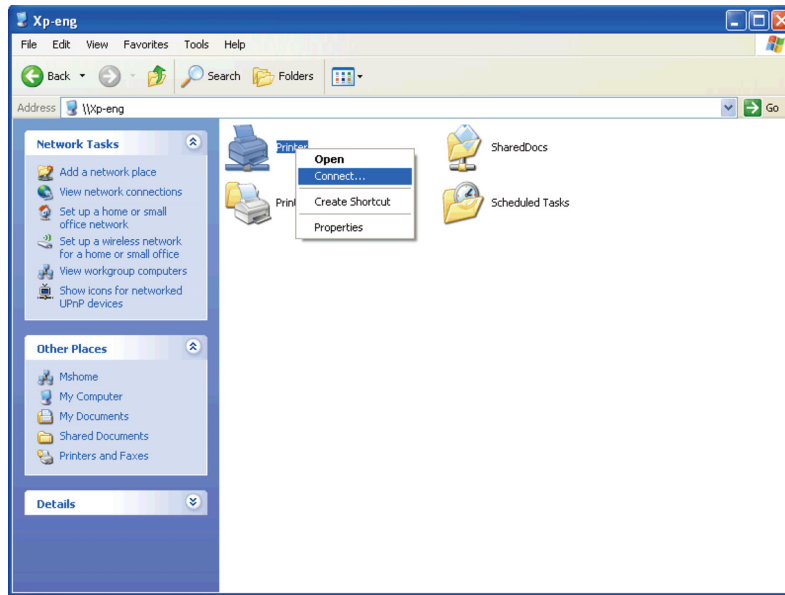 Xp-eng
File Edit View Favorites Tools Help
Back Search Folders
Address \\Xp-eng Go
Network Tasks
Add a network place
View network connections
Set up a home or small
office network
Set up a wireless network
for a home or small office
View workgroup computers
Show icons for networked
UPnP devices
Other Places
Mshome
My Computer
My Documents
Shared Documents
Printers and Faxes
Details
Printer
SharedDocs
Scheduled Tasks
Open
Connect...
Create Shortcut
Properties